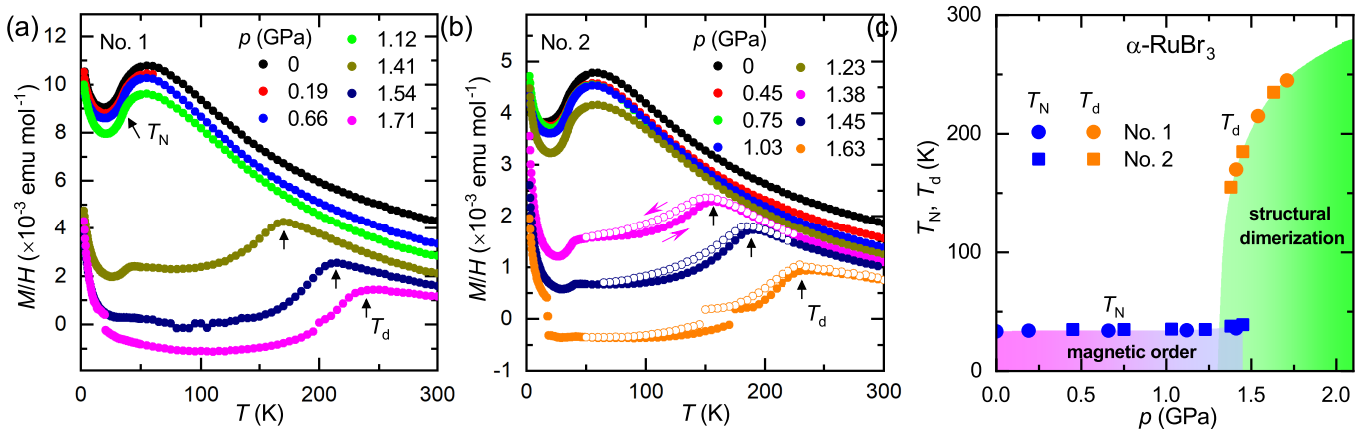 (a)
No. 1
p (GPa)
0
0.19
0.66
1.12
1.41
1.54
1.71
T_N
T_d
M/H (×10⁻³ emu mol⁻¹)
12
10
8
6
4
2
0
0
100
200
300
T (K)
(b)
No. 2
p (GPa)
0
0.45
0.75
1.03
1.23
1.38
1.45
1.63
T_d
M/H (×10⁻³ emu mol⁻¹)
5
4
3
2
1
0
-1
0
100
200
300
T (K)
(c)
α-RuBr₃
T_N T_d
No. 1
No. 2
T_d
structural
dimerization
T_N
magnetic order
T_N, T_d (K)
300
200
100
0
0.0
0.5
1.0
1.5
2.0
p (GPa)